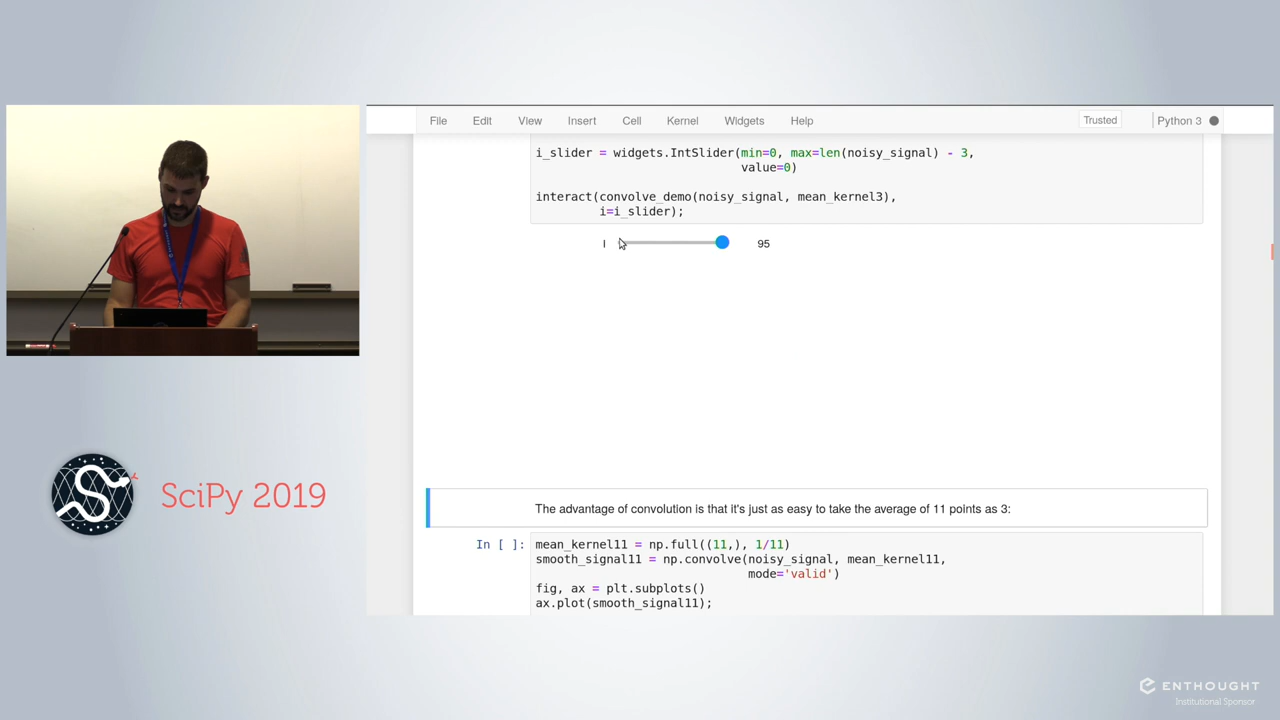 File Edit View Insert Cell Kernel Widgets Help Trusted Python 3
i_slider = widgets.IntSlider(min=0, max=len(noisy_signal) - 3,
value=0)
interact(convolve_demo(noisy_signal, mean_kernel3),
i=i_slider);
i 95
The advantage of convolution is that it's just as easy to take the average of 11 points as 3:
In [ ]: mean_kernel11 = np.full((11,), 1/11)
smooth_signal11 = np.convolve(noisy_signal, mean_kernel11,
mode='valid')
fig, ax = plt.subplots()
ax.plot(smooth_signal11);
SciPy 2019
ENTHOUGHT
Institutional Sponsor